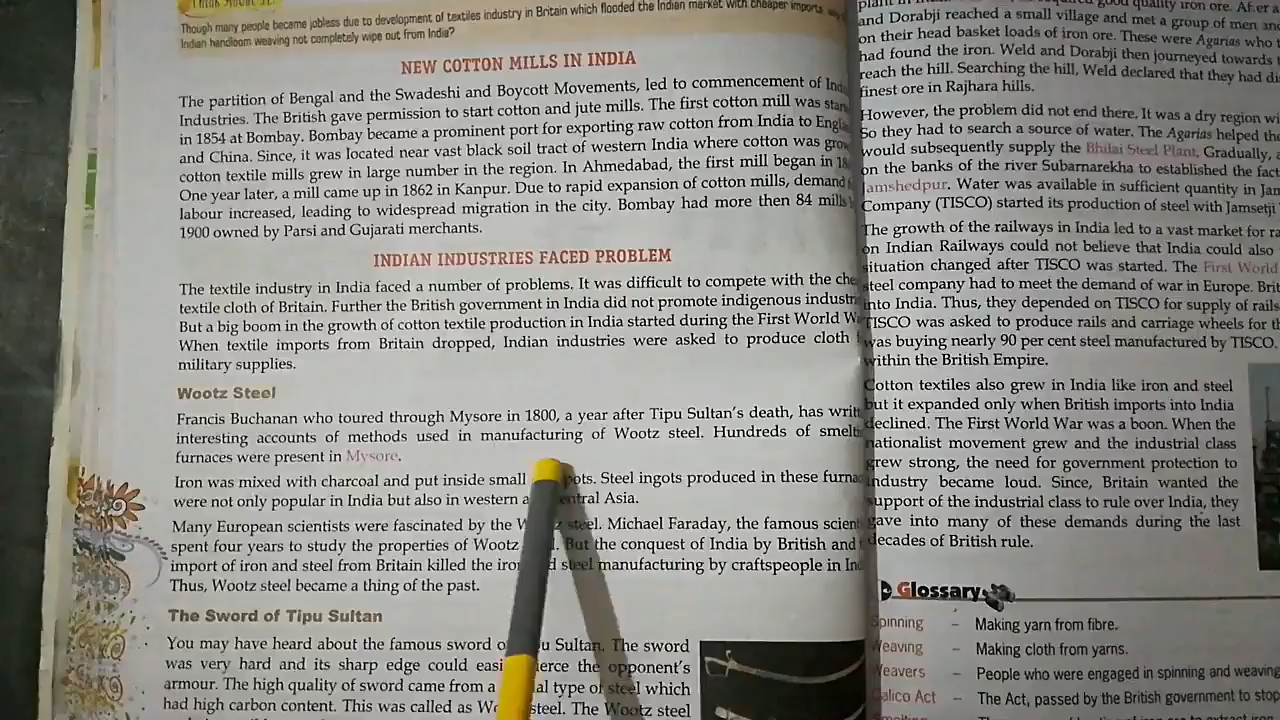 Though many people became jobless due to development of textiles industry in Britain which flooded the Indian market with cheaper imports
Indian handloom weaving not completely wipe out from India?
NEW COTTON MILLS IN INDIA
The partition of Bengal and the Swadeshi and Boycott Movements, led to commencement of
Industries. The British gave permission to start cotton and jute mills. The first cotton mill was
in 1854 at Bombay. Bombay became a prominent port for exporting raw cotton from India to
and China. Since, it was located near vast black soil tract of western India where cotton was
cotton textile mills grew in large number in the region. In Ahmedabad, the first mill began in
One year later, a mill came up in 1862 in Kanpur. Due to rapid expansion of cotton mills, demand
labour increased, leading to widespread migration in the city. Bombay had more then 84 mills
1900 owned by Parsi and Gujarati merchants.
INDIAN INDUSTRIES FACED PROBLEM
The textile industry in India faced a number of problems. It was difficult to compete with the
textile cloth of Britain. Further the British government in India did not promote indigenous
But a big boom in the growth of cotton textile production in India started during the First World
When textile imports from Britain dropped, Indian industries were asked to produce cloth
military supplies.
Wootz Steel
Francis Buchanan who toured through Mysore in 1800, a year after Tipu Sultan's death, has
interesting accounts of methods used in manufacturing of Wootz steel. Hundreds of
furnaces were present in Mysore.
Iron was mixed with charcoal and put inside small pots. Steel ingots produced in these
were not only popular in India but also in western Asia.
Many European scientists were fascinated by the steel. Michael Faraday, the famous
spent four years to study the properties of Wootz But the conquest of India by British and
import of iron and steel from Britain killed the steel manufacturing by craftspeople in
Thus, Wootz steel became a thing of the past.
The Sword of Tipu Sultan
You may have heard about the famous sword Sultan. The sword
was very hard and its sharp edge could the opponent's
armour. The high quality of sword came from a type of steel which
had high carbon content. This was called as steel. The Wootz steel
and Dorabji reached a small village and met a group of men
on their head basket loads of iron ore. These were Agarias who
had found the iron. Weld and Dorabji then journeyed towards
reach the hill. Searching the hill, Weld declared that they had
finest ore in Rajhara hills.
However, the problem did not end there. It was a dry region
So they had to search a source of water. The Agarias helped
would subsequently supply the Bhilai Steel Plant. Gradually,
on the banks of the river Subarnarekha to established the
Jamshedpur. Water was available in sufficient quantity in
Company (TISCO) started its production of steel with Jamsetji
The growth of the railways in India led to a vast market for
on Indian Railways could not believe that India could also
situation changed after TISCO was started. The First World
steel company had to meet the demand of war in Europe.
into India. Thus, they depended on TISCO for supply of rails
TISCO was asked to produce rails and carriage wheels for
was buying nearly 90 per cent steel manufactured by TISCO.
within the British Empire.
Cotton textiles also grew in India like iron and steel
but it expanded only when British imports into India
declined. The First World War was a boon. When the
nationalist movement grew and the industrial class
grew strong, the need for government protection to
industry became loud. Since, Britain wanted the
support of the industrial class to rule over India, they
gave into many of these demands during the last
decades of British rule.
Glossary
Spinning – Making yarn from fibre.
Weaving – Making cloth from yarns.
Weavers – People who were engaged in spinning and weaving
Calico Act – The Act, passed by the British government to stop